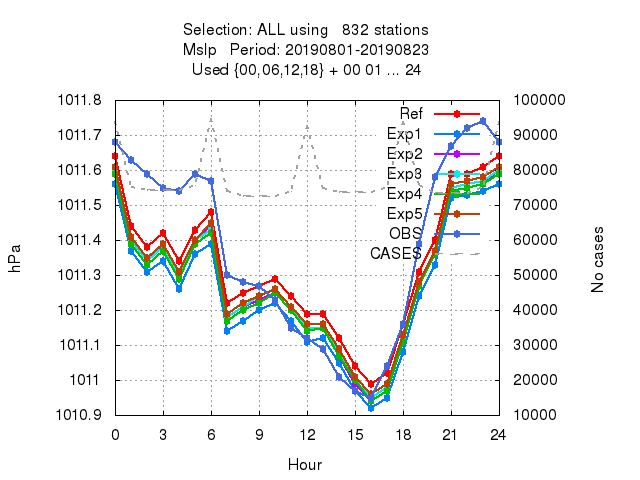 Selection: ALL using   832 stations
Mslp   Period: 20190801-20190823
Used {00,06,12,18} + 00 01 ... 24
1011.8
1011.7
1011.6
1011.5
1011.4
1011.3
1011.2
1011.1
1011
1010.9
hPa
Ref
Exp1
Exp2
Exp3
Exp4
Exp5
OBS
CASES
100000
90000
80000
70000
60000
50000
40000
30000
20000
10000
No cases
0 3 6 9 12 15 18 21 24
Hour